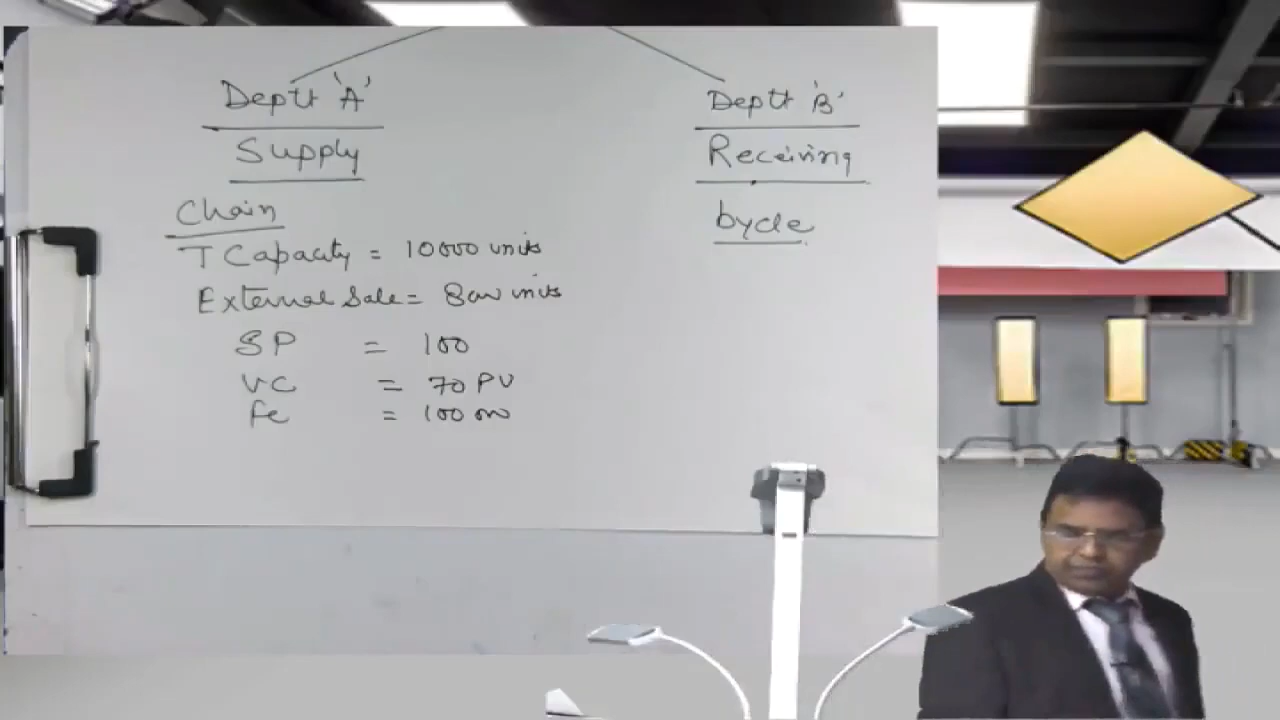 Deptt 'A'
Supply
Chain
T Capacity = 10000 units
External Sale = 8000 units
SP = 100
VC = 70 PU
Fc = 100000
Deptt 'B'
Receiving
bycle